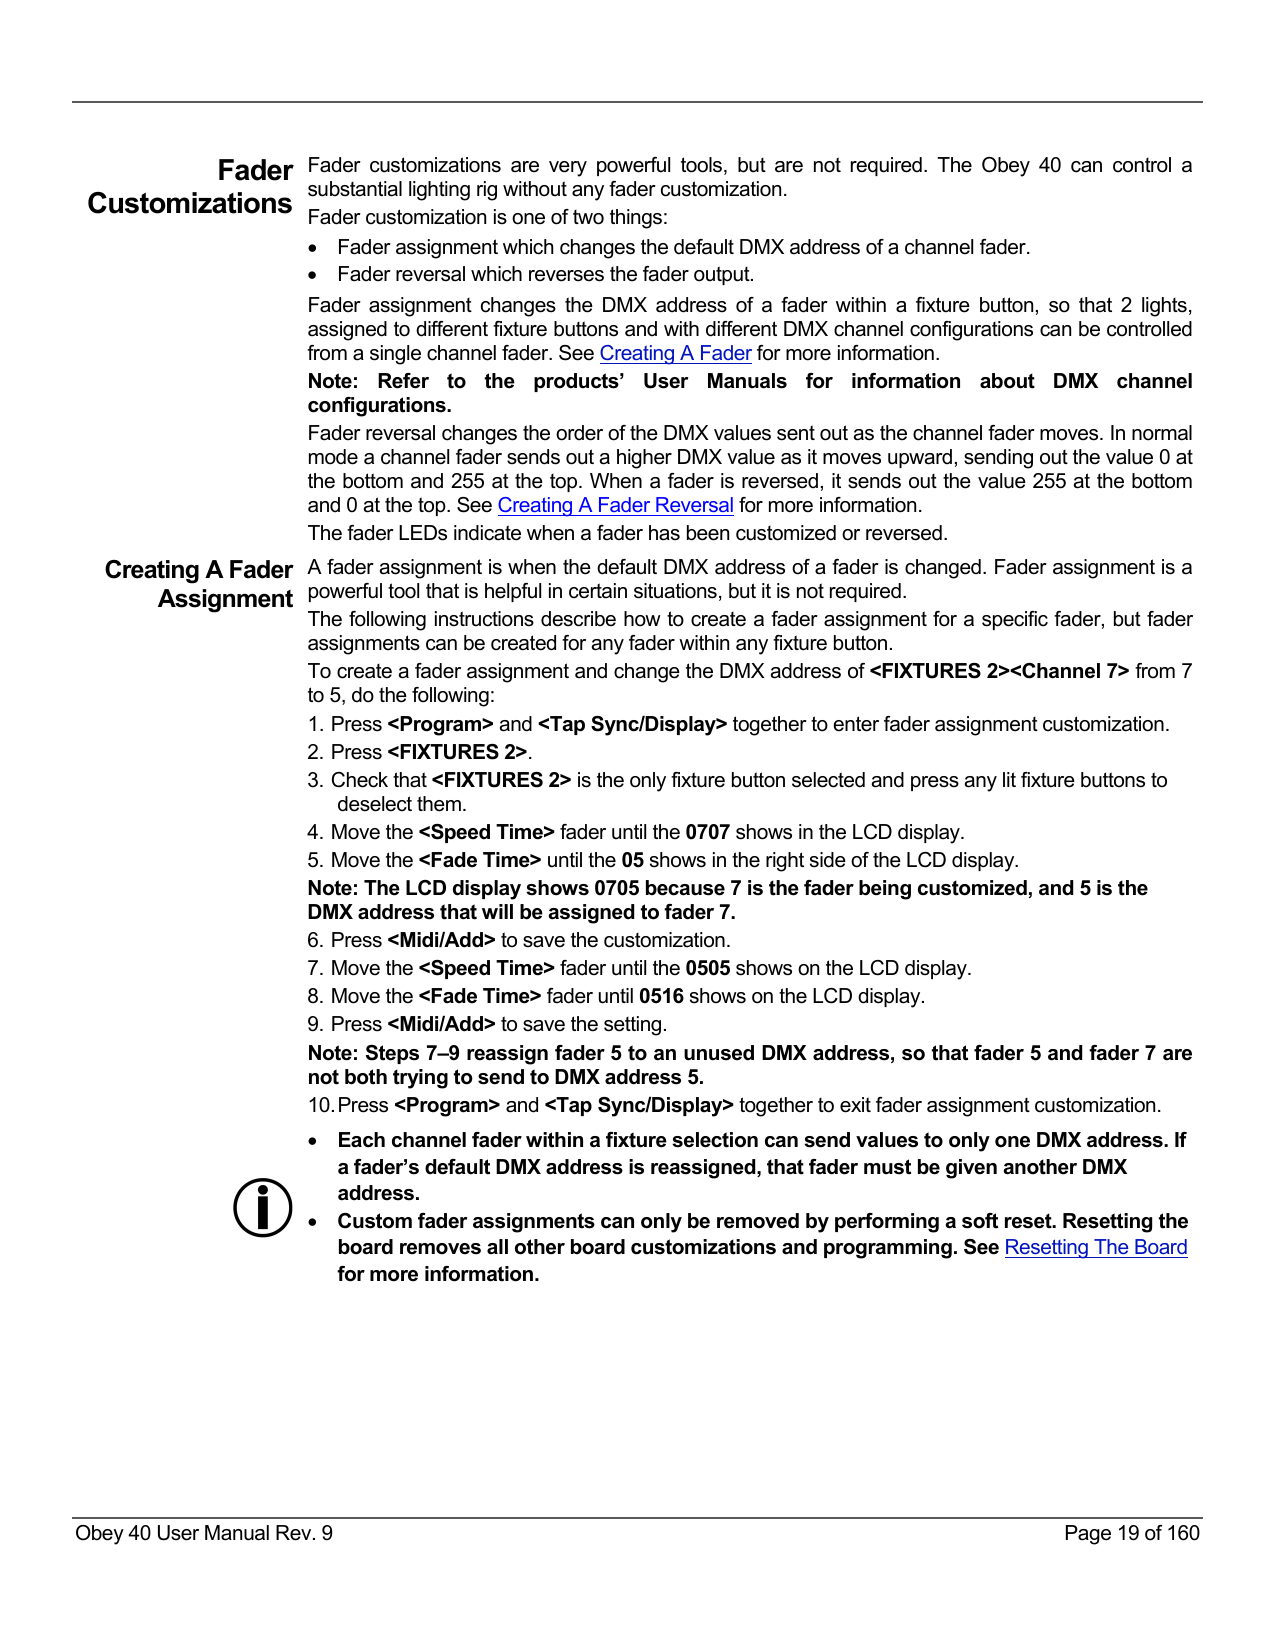 Fader
Customizations
Fader customizations are very powerful tools, but are not required. The Obey 40 can control a
substantial lighting rig without any fader customization.
Fader customization is one of two things:
• Fader assignment which changes the default DMX address of a channel fader.
• Fader reversal which reverses the fader output.
Fader assignment changes the DMX address of a fader within a fixture button, so that 2 lights,
assigned to different fixture buttons and with different DMX channel configurations can be controlled
from a single channel fader. See Creating A Fader for more information.
Note: Refer to the products’ User Manuals for information about DMX channel
configurations.
Fader reversal changes the order of the DMX values sent out as the channel fader moves. In normal
mode a channel fader sends out a higher DMX value as it moves upward, sending out the value 0 at
the bottom and 255 at the top. When a fader is reversed, it sends out the value 255 at the bottom
and 0 at the top. See Creating A Fader Reversal for more information.
The fader LEDs indicate when a fader has been customized or reversed.
Creating A Fader
Assignment
A fader assignment is when the default DMX address of a fader is changed. Fader assignment is a
powerful tool that is helpful in certain situations, but it is not required.
The following instructions describe how to create a fader assignment for a specific fader, but fader
assignments can be created for any fader within any fixture button.
To create a fader assignment and change the DMX address of <FIXTURES 2><Channel 7> from 7
to 5, do the following:
1. Press <Program> and <Tap Sync/Display> together to enter fader assignment customization.
2. Press <FIXTURES 2>.
3. Check that <FIXTURES 2> is the only fixture button selected and press any lit fixture buttons to
deselect them.
4. Move the <Speed Time> fader until the 0707 shows in the LCD display.
5. Move the <Fade Time> until the 05 shows in the right side of the LCD display.
Note: The LCD display shows 0705 because 7 is the fader being customized, and 5 is the
DMX address that will be assigned to fader 7.
6. Press <Midi/Add> to save the customization.
7. Move the <Speed Time> fader until the 0505 shows on the LCD display.
8. Move the <Fade Time> fader until 0516 shows on the LCD display.
9. Press <Midi/Add> to save the setting.
Note: Steps 7–9 reassign fader 5 to an unused DMX address, so that fader 5 and fader 7 are
not both trying to send to DMX address 5.
10. Press <Program> and <Tap Sync/Display> together to exit fader assignment customization.
• Each channel fader within a fixture selection can send values to only one DMX address. If
a fader’s default DMX address is reassigned, that fader must be given another DMX
address.
• Custom fader assignments can only be removed by performing a soft reset. Resetting the
board removes all other board customizations and programming. See Resetting The Board
for more information.
Obey 40 User Manual Rev. 9
Page 19 of 160